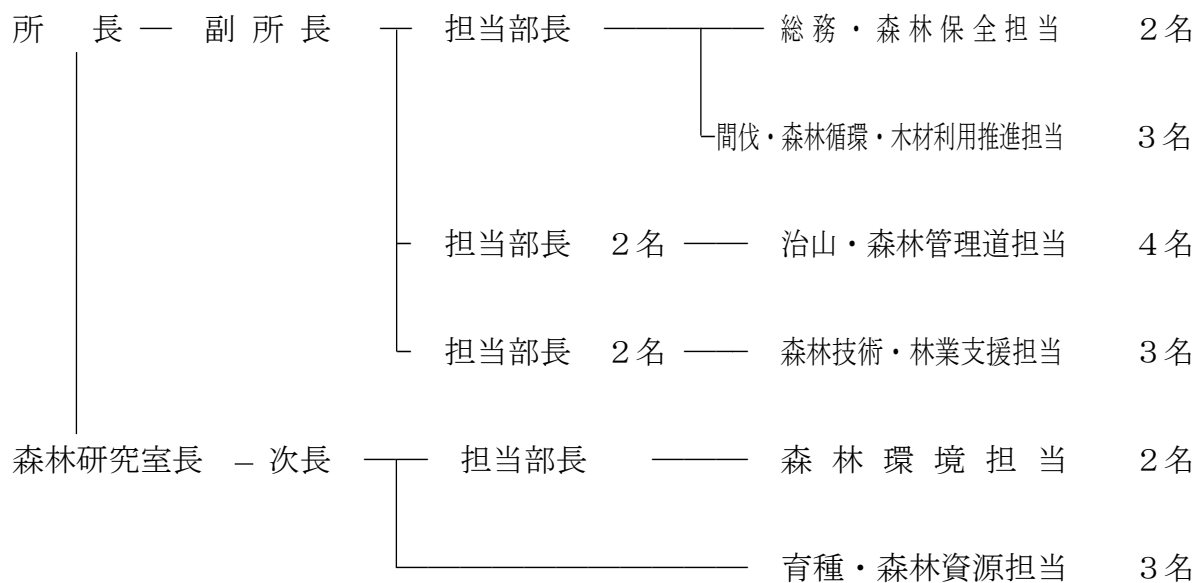 所　長 ― 副所長 ― 担当部長 ――― 総務・森林保全担当　２名
間伐・森林循環・木材利用推進担当　３名
担当部長　２名 ―― 治山・森林管理道担当　４名
担当部長　２名 ―― 森林技術・林業支援担当　３名
森林研究室長 － 次長 ―― 担当部長 ――― 森林環境担当　２名
育種・森林資源担当　３名